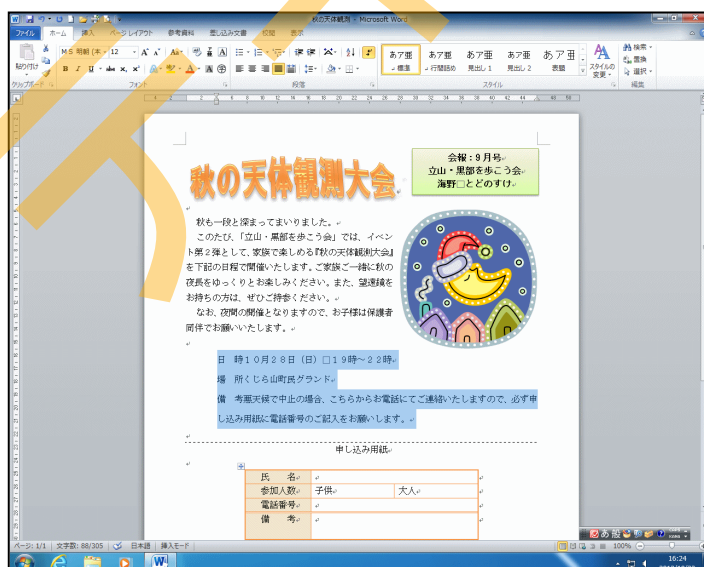 秋の天体観測 - Microsoft Word
ファイル ホーム 挿入 ページ レイアウト 参考資料 差し込み文書 校閲 表示
貼り付け
MS 明朝 (本 12
あア亜 あア亜 あア亜 あア亜 あア亜
標準 行間詰め 見出し 1 見出し 2 表題
スタイルの変更
検索
置換
選択
クリップボード フォント 段落 スタイル 編集
秋の天体観測大会
会報：９月号
立山・黒部を歩こう会
海野□とどのすけ
秋も一段と深まってまいりました。
このたび、「立山・黒部を歩こう会」では、イベン
ト第２弾として、家族で楽しめる『秋の天体観測大会』
を下記の日程で開催いたします。ご家族ご一緒に秋の
夜長をゆっくりとお楽しみください。また、望遠鏡を
お持ちの方は、ぜひご持参ください。
なお、夜間の開催となりますので、お子様は保護者
同伴でお願いいたします。
日　時１０月２８日（日）□１９時～２２時
場　所くじら山町民グランド
備　考悪天候で中止の場合、こちらからお電話にてご連絡いたしますので、必ず申
し込み用紙に電話番号のご記入をお願いします。
申し込み用紙
氏　名
参加人数 子供 大人
電話番号
備　考
ページ: 1/1 文字数: 88/305 日本語 挿入モード
あ 般
100%
16:24